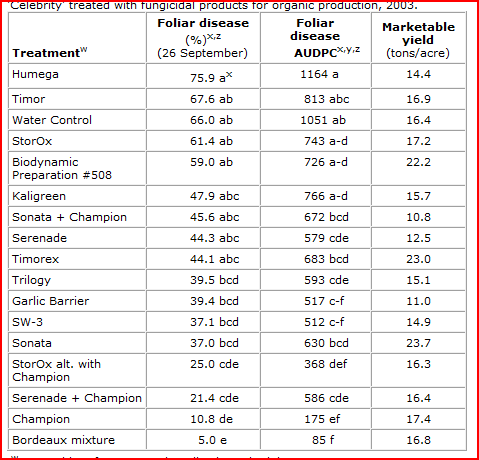 'Celebrity' treated with fungicidal products for organic production, 2003.
Treatmentw Foliar disease (%)x,z (26 September) Foliar disease AUDPCx,y,z Marketable yield (tons/acre)
Humega 75.9 ax 1164 a 14.4
Timor 67.6 ab 813 abc 16.9
Water Control 66.0 ab 1051 ab 16.4
StorOx 61.4 ab 743 a-d 17.2
Biodynamic Preparation #508 59.0 ab 726 a-d 22.2
Kaligreen 47.9 abc 766 a-d 15.7
Sonata + Champion 45.6 abc 672 bcd 10.8
Serenade 44.3 abc 579 cde 12.5
Timorex 44.1 abc 683 bcd 23.0
Trilogy 39.5 bcd 593 cde 15.1
Garlic Barrier 39.4 bcd 517 c-f 11.0
SW-3 37.1 bcd 512 c-f 14.9
Sonata 37.0 bcd 630 bcd 23.7
StorOx alt. with Champion 25.0 cde 368 def 16.3
Serenade + Champion 21.4 cde 586 cde 16.4
Champion 10.8 de 175 ef 17.4
Bordeaux mixture 5.0 e 85 f 16.8